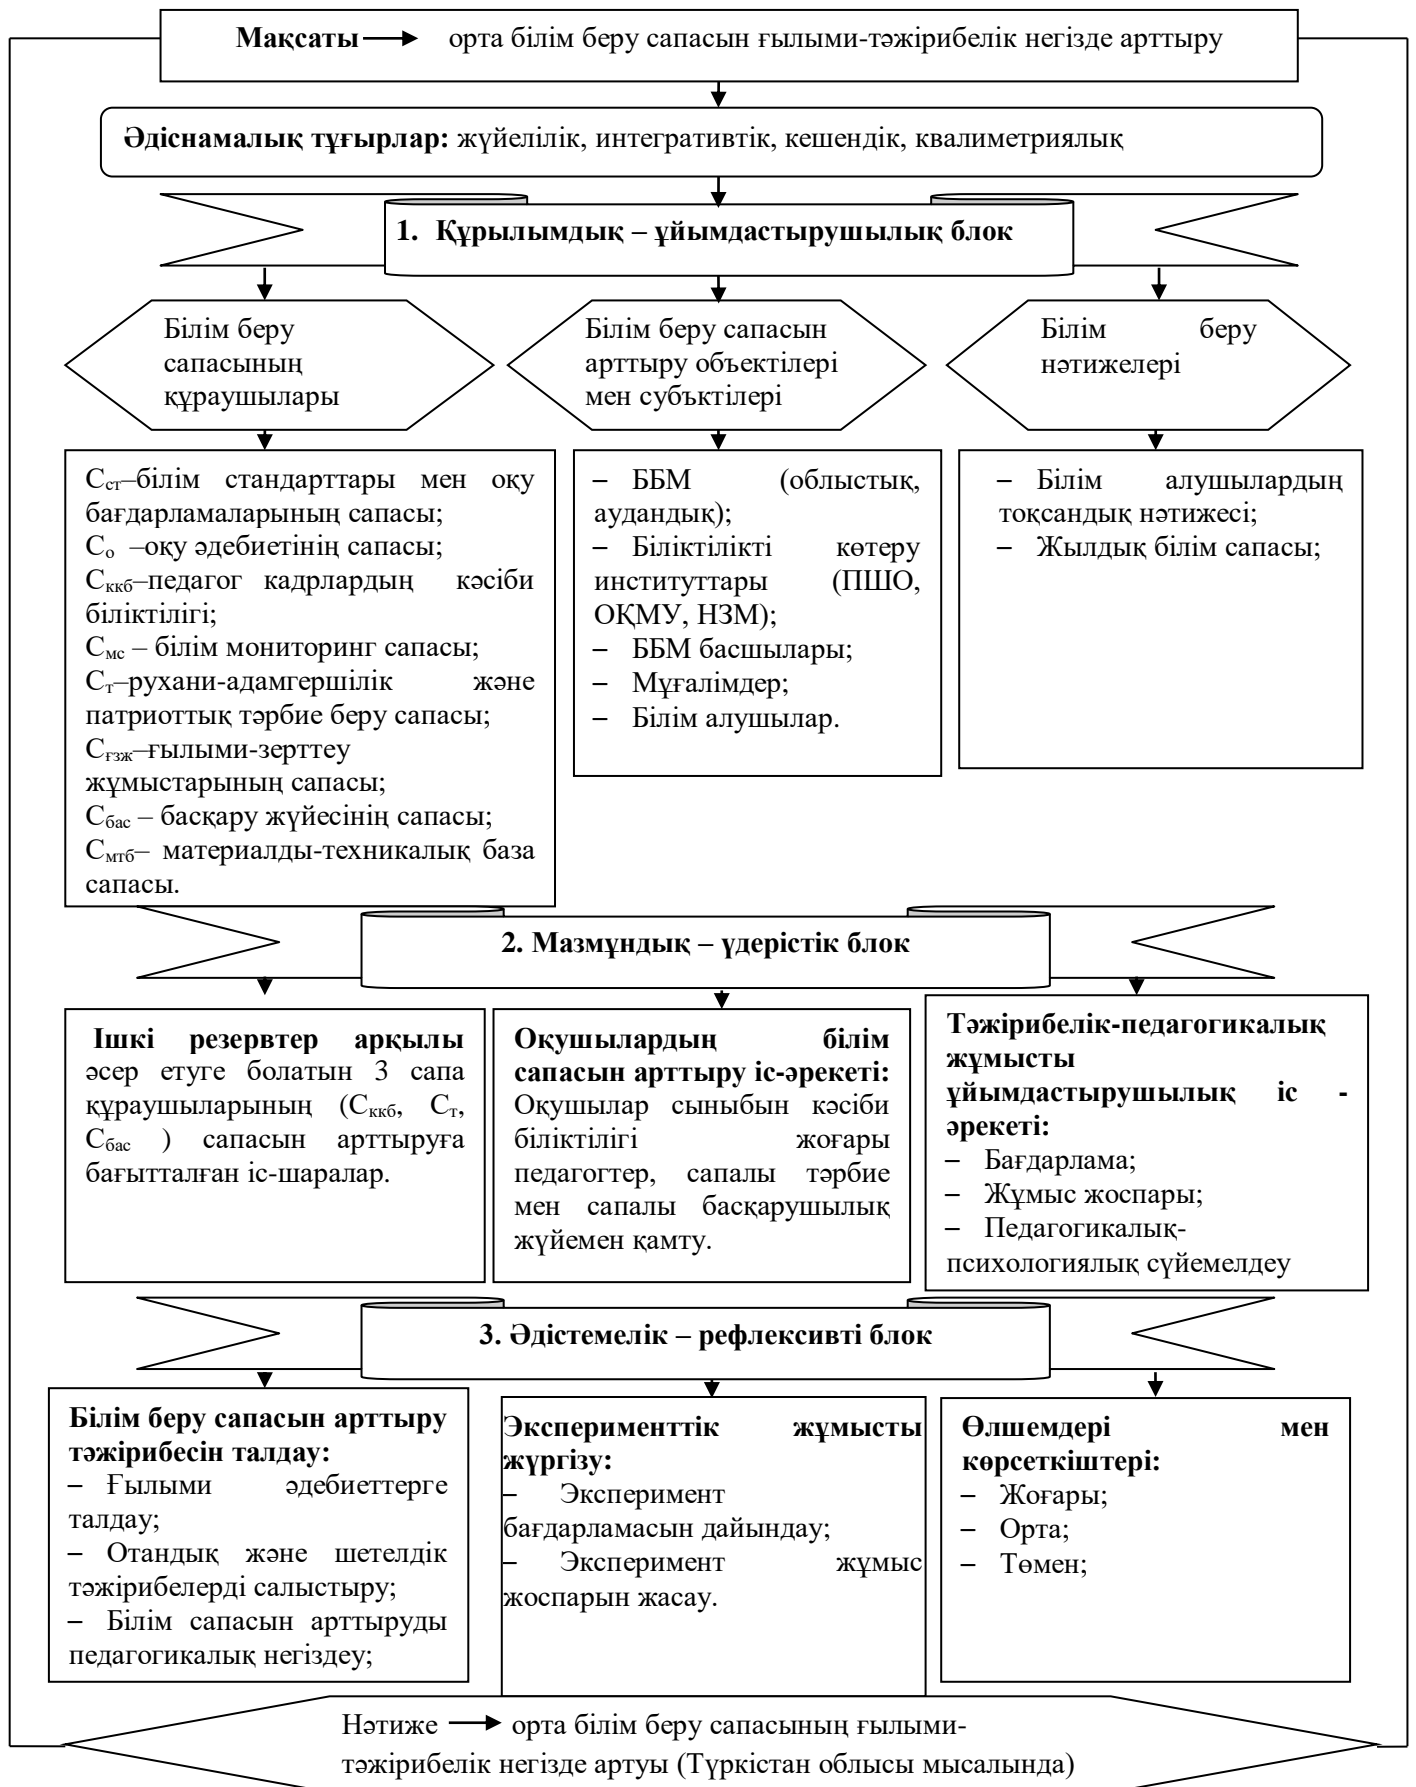 Мақсаты → орта білім беру сапасын ғылыми-тәжірибелік негізде арттыру
Әдіснамалық тұғырлар: жүйелілік, интегративтік, кешендік, квалиметриялық
1. Құрылымдық – ұйымдастырушылық блок
Білім беру
сапасының
құраушылары
Білім беру сапасын
арттыру объектілері
мен субъктілері
Білім беру
нәтижелері
Сст–білім стандарттары мен оқу
бағдарламаларының сапасы;
Со –оқу әдебиетінің сапасы;
Сккб–педагог кадрлардың кәсіби
біліктілігі;
Смс – білім мониторинг сапасы;
Ст–рухани-адамгершілік және
патриоттық тәрбие беру сапасы;
Сғзж–ғылыми-зерттеу
жұмыстарының сапасы;
Сбас – басқару жүйесінің сапасы;
Смтб– материалды-техникалық база
сапасы.
– ББМ (облыстық,
аудандық);
– Біліктілікті көтеру
институттары (ПШО,
ОҚМУ, НЗМ);
– ББМ басшылары;
– Мұғалімдер;
– Білім алушылар.
– Білім алушылардың
тоқсандық нәтижесі;
– Жылдық білім сапасы;
2. Мазмұндық – үдерістік блок
Ішкі резервтер арқылы
әсер етуге болатын 3 сапа
құраушыларының (Сккб, Ст,
Сбас ) сапасын арттыруға
бағытталған іс-шаралар.
Оқушылардың білім
сапасын арттыру іс-әрекеті:
Оқушылар сыныбын кәсіби
біліктілігі жоғары
педагогтер, сапалы тәрбие
мен сапалы басқарушылық
жүйемен қамту.
Тәжірибелік-педагогикалық
жұмысты
ұйымдастырушылық іс -
әрекеті:
– Бағдарлама;
– Жұмыс жоспары;
– Педагогикалық-
психологиялық сүйемелдеу
3. Әдістемелік – рефлексивті блок
Білім беру сапасын арттыру
тәжірибесін талдау:
– Ғылыми әдебиеттерге
талдау;
– Отандық және шетелдік
тәжірибелерді салыстыру;
– Білім сапасын арттыруды
педагогикалық негіздеу;
Эксперименттік жұмысты
жүргізу:
– Эксперимент
бағдарламасын дайындау;
– Эксперимент жұмыс
жоспарын жасау.
Өлшемдері мен
көрсеткіштері:
– Жоғары;
– Орта;
– Төмен;
Нәтиже → орта білім беру сапасының ғылыми-
тәжірибелік негізде артуы (Түркістан облысы мысалында)